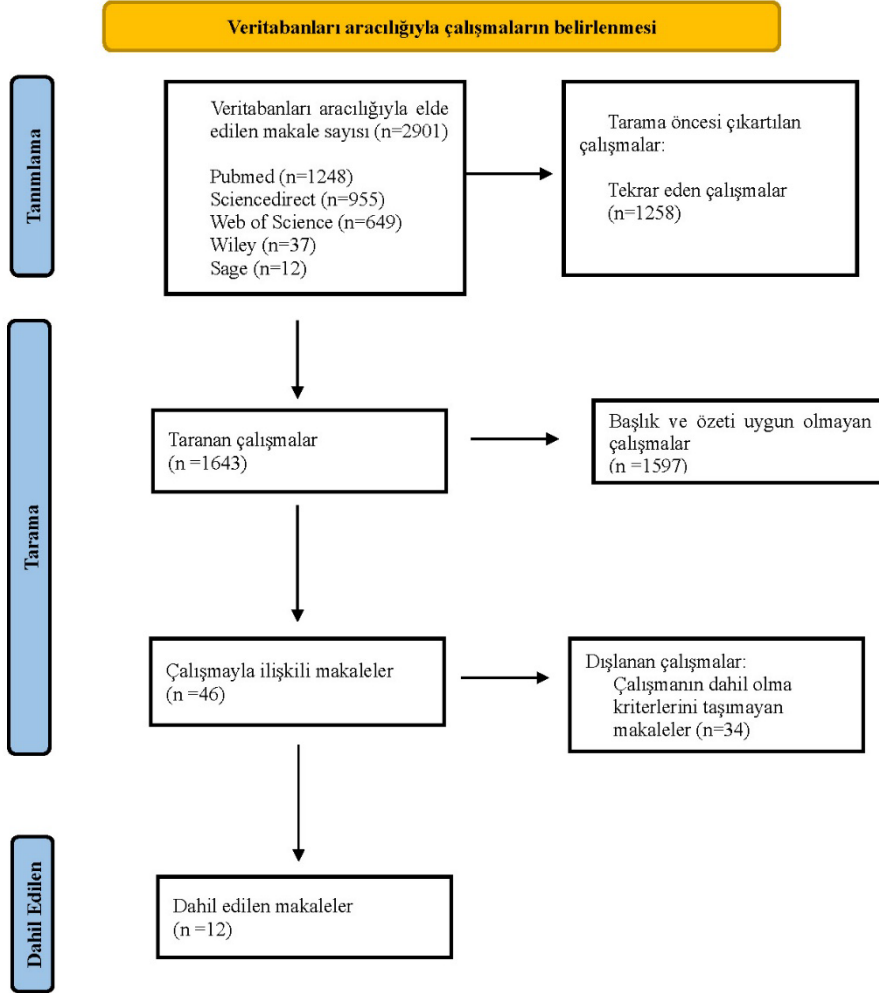 Veritabanları aracılığıyla çalışmaların belirlenmesi
Tanımlama
Veritabanları aracılığıyla elde
edilen makale sayısı (n=2901)
Pubmed (n=1248)
Sciencedirect (n=955)
Web of Science (n=649)
Wiley (n=37)
Sage (n=12)
Tarama öncesi çıkartılan
çalışmalar:
Tekrar eden çalışmalar
(n=1258)
Tarama
Taranan çalışmalar
(n =1643)
Başlık ve özeti uygun olmayan
çalışmalar
(n =1597)
Çalışmayla ilişkili makaleler
(n =46)
Dışlanan çalışmalar:
Çalışmanın dahil olma
kriterlerini taşımayan
makaleler (n=34)
Dahil Edilen
Dahil edilen makaleler
(n =12)